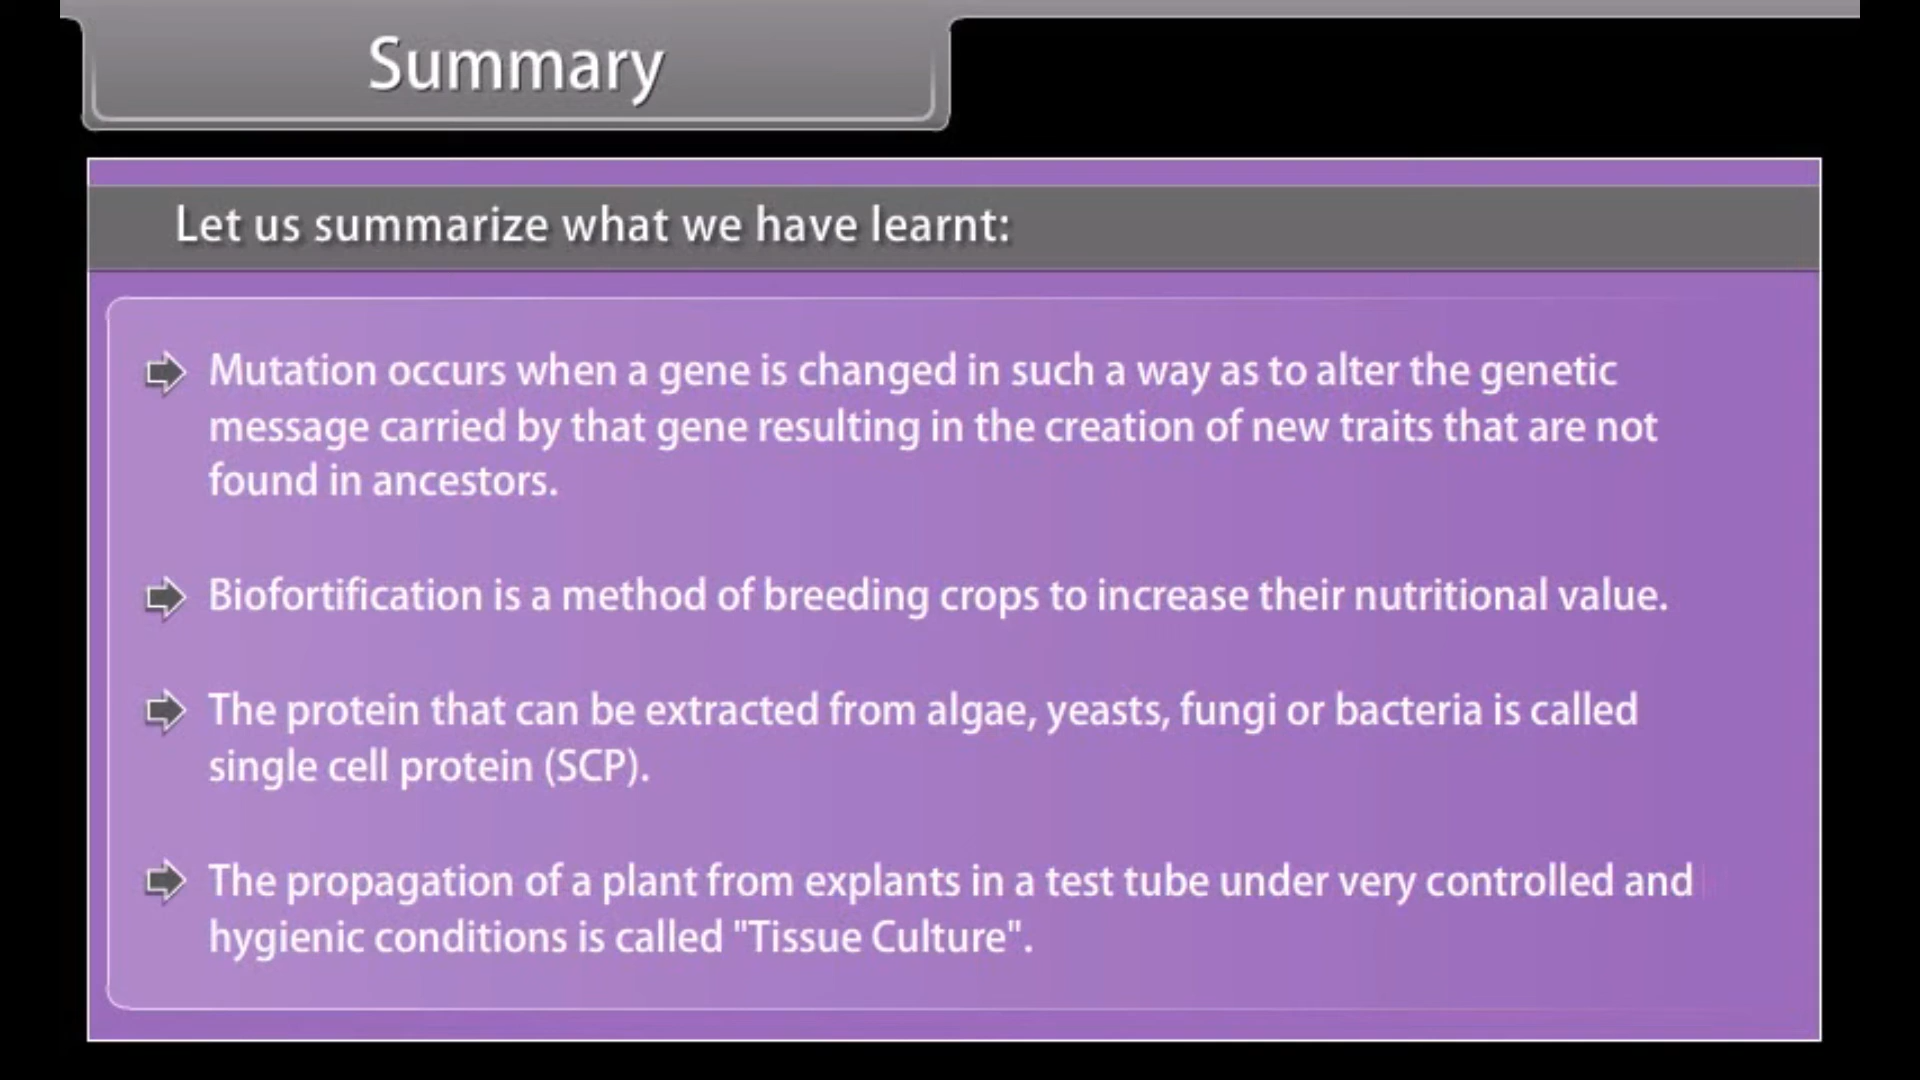 Summary
Let us summarize what we have learnt:
Mutation occurs when a gene is changed in such a way as to alter the genetic
message carried by that gene resulting in the creation of new traits that are not
found in ancestors.
Biofortification is a method of breeding crops to increase their nutritional value.
The protein that can be extracted from algae, yeasts, fungi or bacteria is called
single cell protein (SCP).
The propagation of a plant from explants in a test tube under very controlled and
hygienic conditions is called "Tissue Culture".